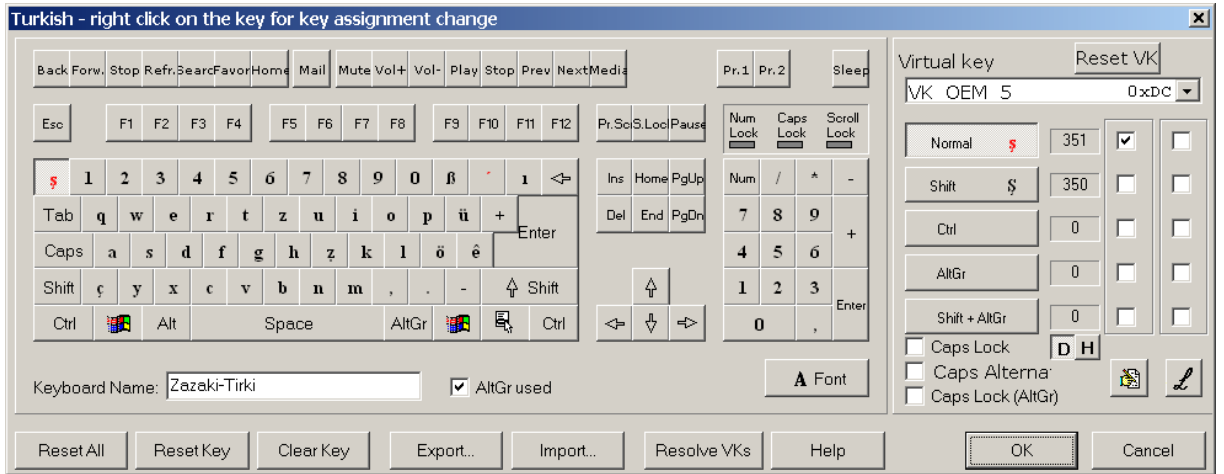 Turkish - right click on the key for key assignment change
Back Forw. Stop Refr. Searc Favor Home Mail Mute Vol+ Vol- Play Stop Prev Next Media Pr.1 Pr.2 Sleep
Esc F1 F2 F3 F4 F5 F6 F7 F8 F9 F10 F11 F12 Pr.Sc S.Loc Pause Num Lock Caps Lock Scroll Lock
ş 1 2 3 4 5 6 7 8 9 0 ß ´ ı Ins Home PgUp Num / * -
Tab q w e r t z u i o p ü + Enter Del End PgDn 7 8 9 +
Caps a s d f g h ẓ k l ö ê 4 5 6
Shift ç y x c v b n m , . - Shift 1 2 3 Enter
Ctrl Alt Space AltGr Ctrl 0 ,
Keyboard Name: Zazaki-Tirki AltGr used A Font
Reset All Reset Key Clear Key Export... Import... Resolve VKs Help OK Cancel
Virtual key Reset VK
VK OEM 5 0xDC
Normal ş 351
Shift Ş 350
Ctrl 0
AltGr 0
Shift + AltGr 0
Caps Lock D H
Caps Alterna
Caps Lock (AltGr) L